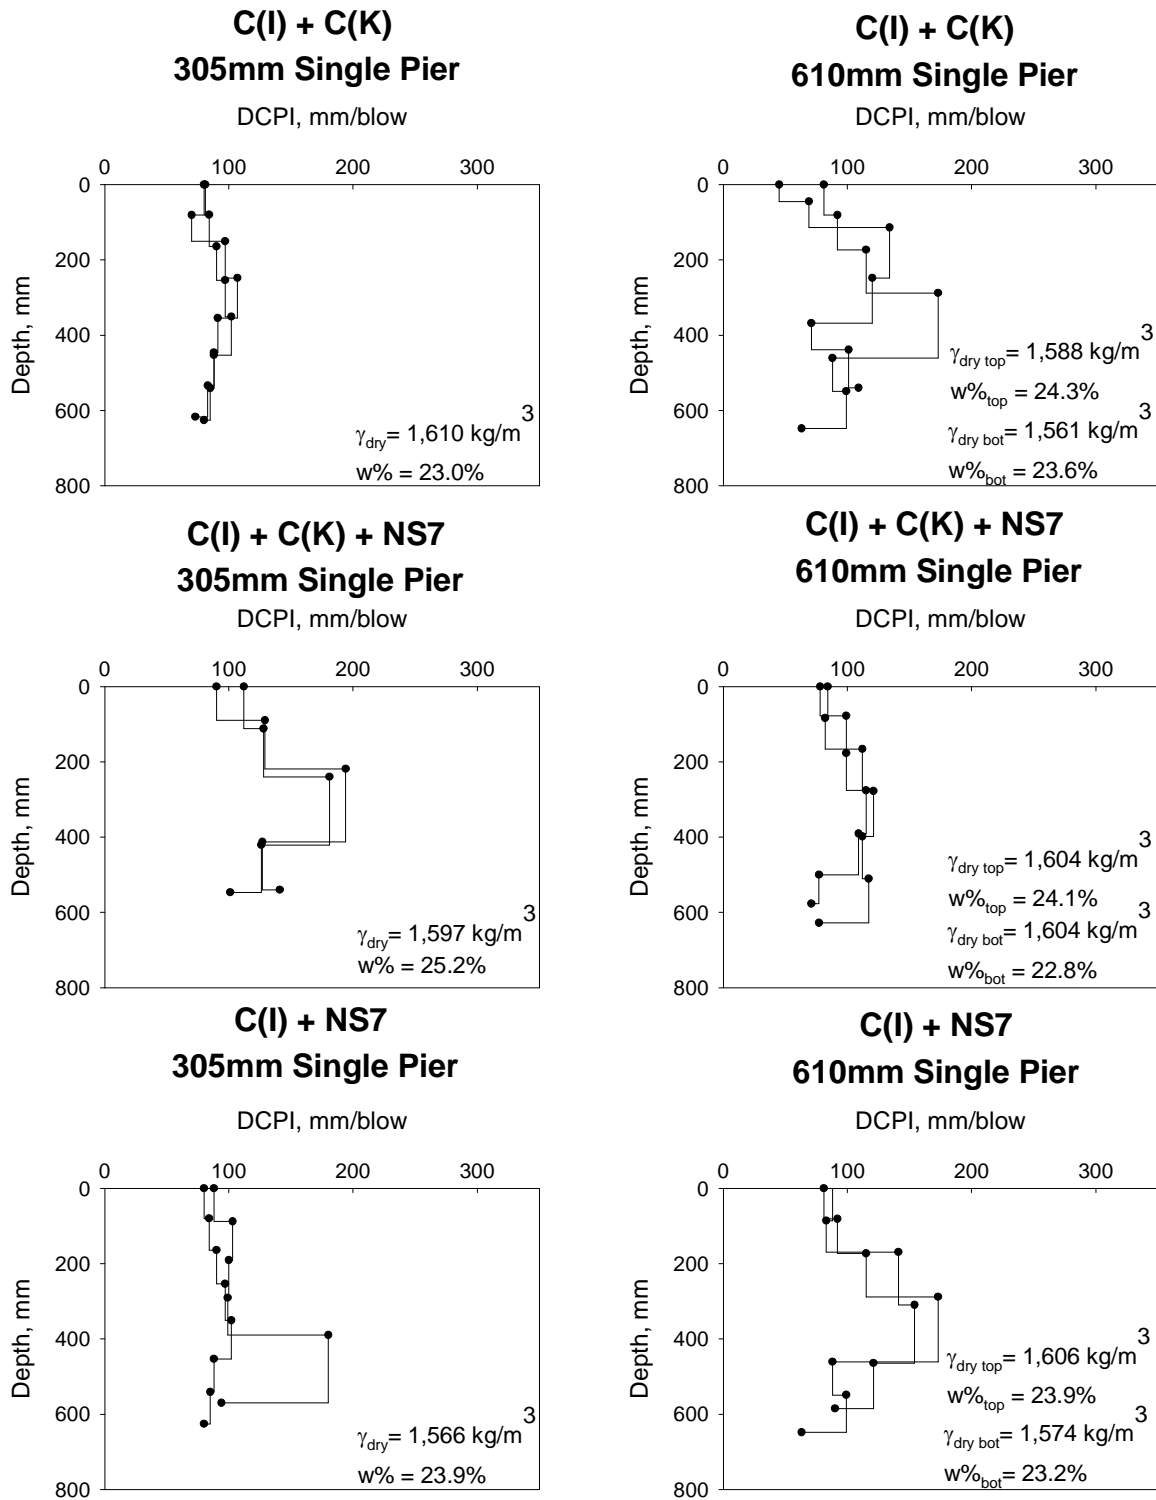 C(I) + C(K)
305mm Single Pier
DCPI, mm/blow
0 100 200 300
0
200
400
600
800
Depth, mm
γdry= 1,610 kg/m3
w% = 23.0%
C(I) + C(K)
610mm Single Pier
DCPI, mm/blow
0 100 200 300
0
200
400
600
800
Depth, mm
γdry top= 1,588 kg/m3
w%top = 24.3%
γdry bot= 1,561 kg/m3
w%bot = 23.6%
C(I) + C(K) + NS7
305mm Single Pier
DCPI, mm/blow
0 100 200 300
0
200
400
600
800
Depth, mm
γdry= 1,597 kg/m3
w% = 25.2%
C(I) + C(K) + NS7
610mm Single Pier
DCPI, mm/blow
0 100 200 300
0
200
400
600
800
Depth, mm
γdry top= 1,604 kg/m3
w%top = 24.1%
γdry bot= 1,604 kg/m3
w%bot = 22.8%
C(I) + NS7
305mm Single Pier
DCPI, mm/blow
0 100 200 300
0
200
400
600
800
Depth, mm
γdry= 1,566 kg/m3
w% = 23.9%
C(I) + NS7
610mm Single Pier
DCPI, mm/blow
0 100 200 300
0
200
400
600
800
Depth, mm
γdry top= 1,606 kg/m3
w%top = 23.9%
γdry bot= 1,574 kg/m3
w%bot = 23.2%